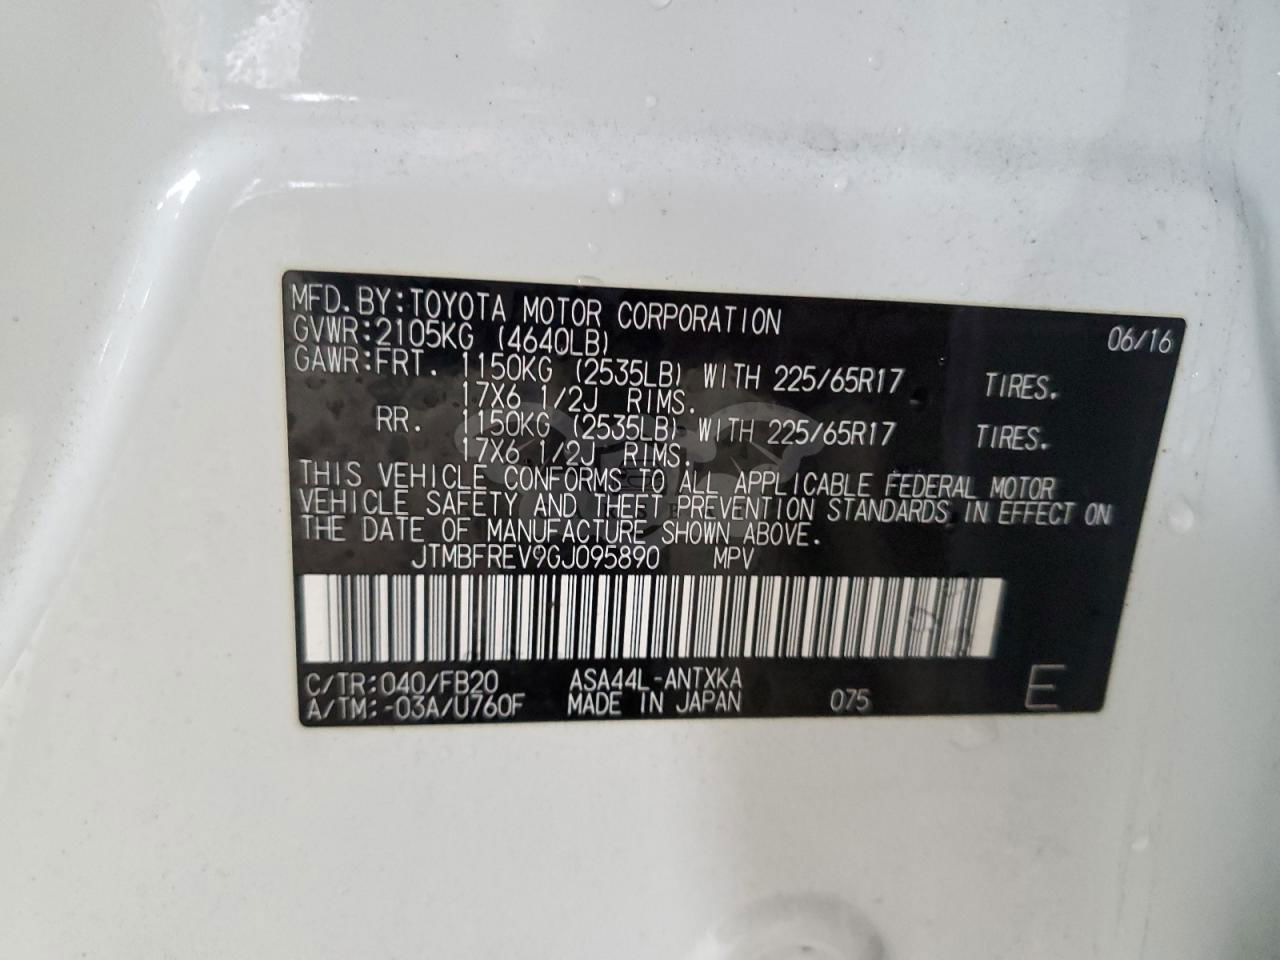 MFD. BY: TOYOTA MOTOR CORPORATION 06/16
GVWR: 2105KG (4640LB)
GAWR: FRT. 1150KG (2535LB) WITH 225/65R17 TIRES.
17X6 1/2J RIMS.
RR. 1150KG (2535LB) WITH 225/65R17 TIRES.
17X6 1/2J RIMS.
THIS VEHICLE CONFORMS TO ALL APPLICABLE FEDERAL MOTOR
VEHICLE SAFETY AND THEFT PREVENTION STANDARDS IN EFFECT ON
THE DATE OF MANUFACTURE SHOWN ABOVE.
JTMBFREV9GJ095890 MPV
C/TR: 040/FB20 ASA44L-ANTXKA
A/TM: -03A/U760F MADE IN JAPAN 075 E